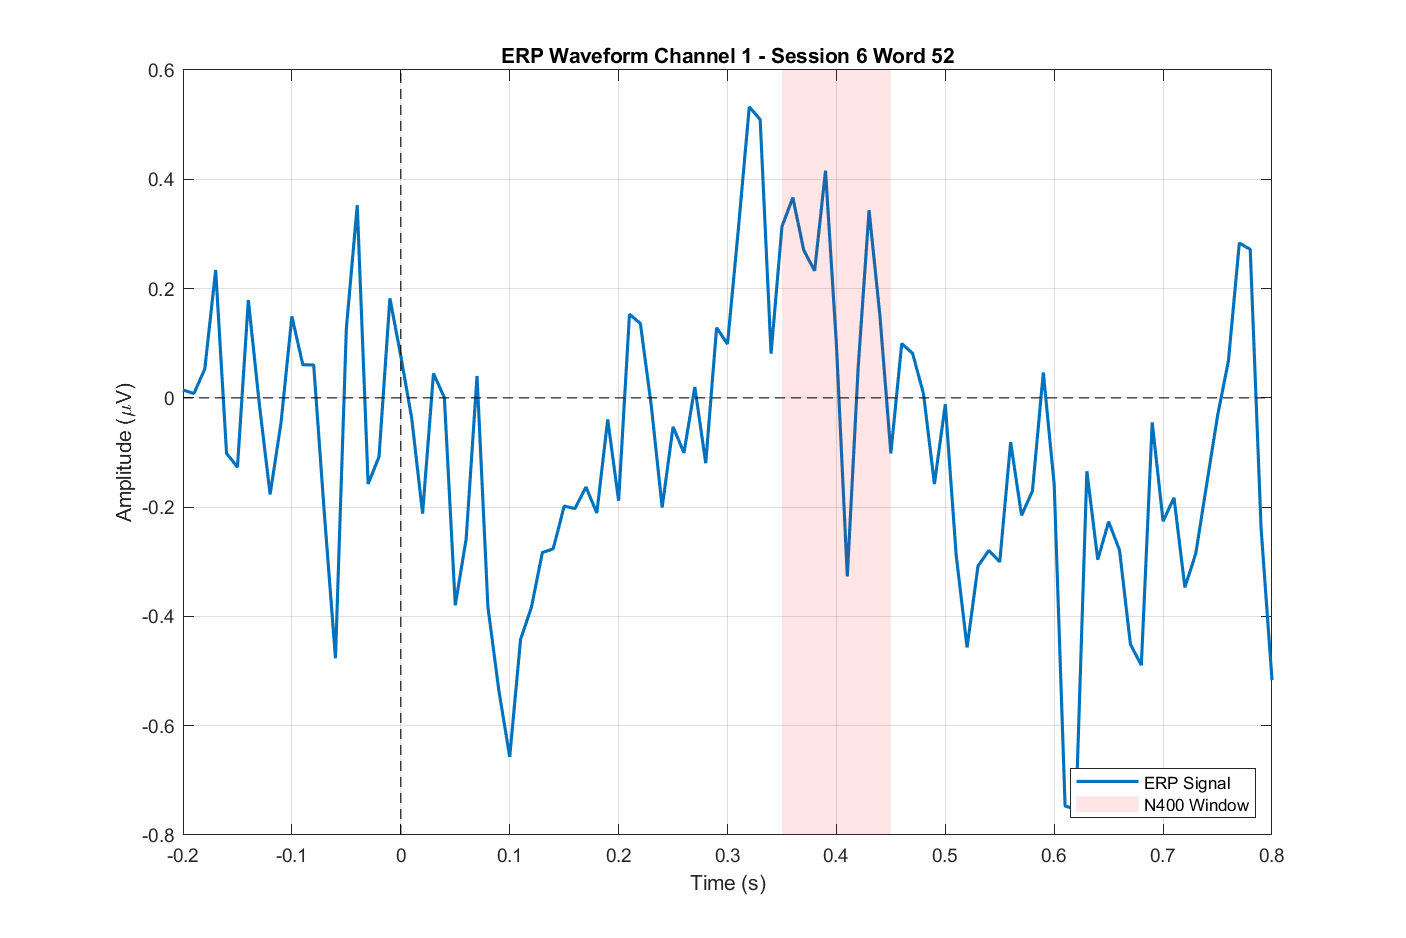 ERP Waveform Channel 1 - Session 6 Word 52
0.6
0.4
0.2
0
-0.2
-0.4
-0.6
-0.8
Amplitude (μV)
-0.2 -0.1 0 0.1 0.2 0.3 0.4 0.5 0.6 0.7 0.8
Time (s)
ERP Signal
N400 Window